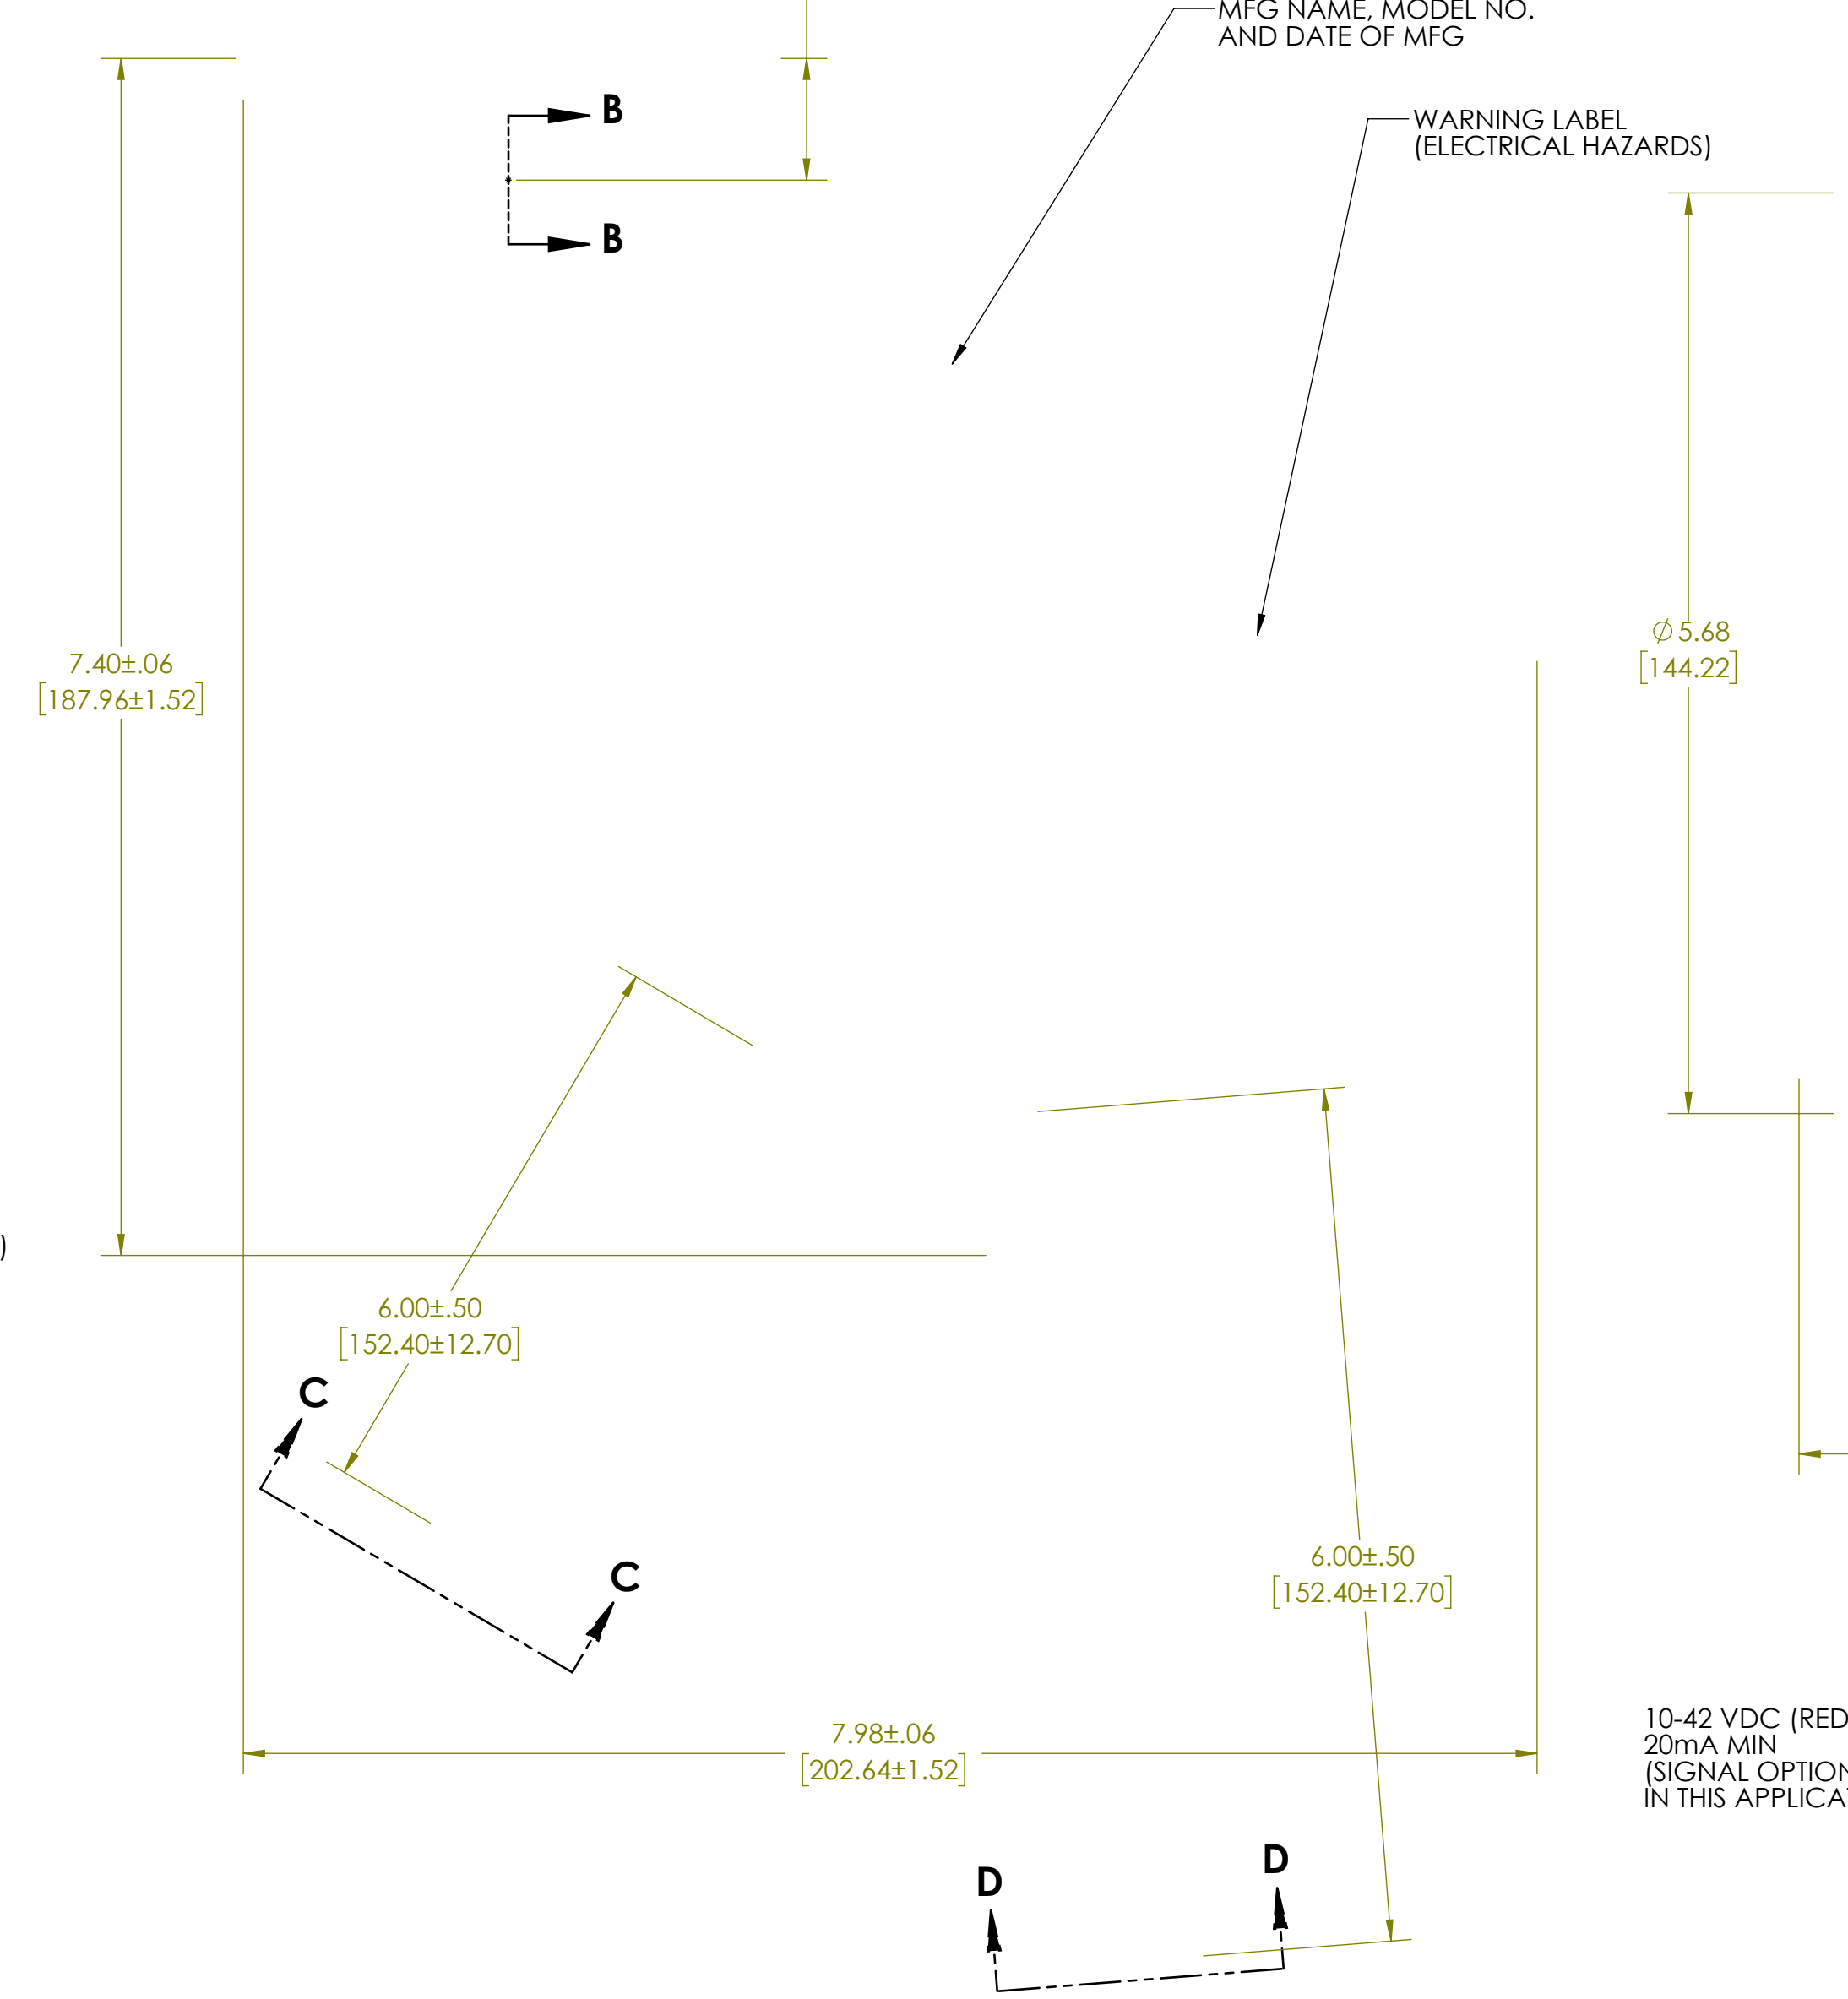 MFG NAME, MODEL NO.
AND DATE OF MFG
B
WARNING LABEL
(ELECTRICAL HAZARDS)
B
⌀5.68
[144.22]
7.40±.06
[187.96±1.52]
)
6.00±.50
[152.40±12.70]
C
C
6.00±.50
[152.40±12.70]
7.98±.06
[202.64±1.52]
10-42 VDC (RED
20mA MIN
(SIGNAL OPTION
IN THIS APPLICA
D
D